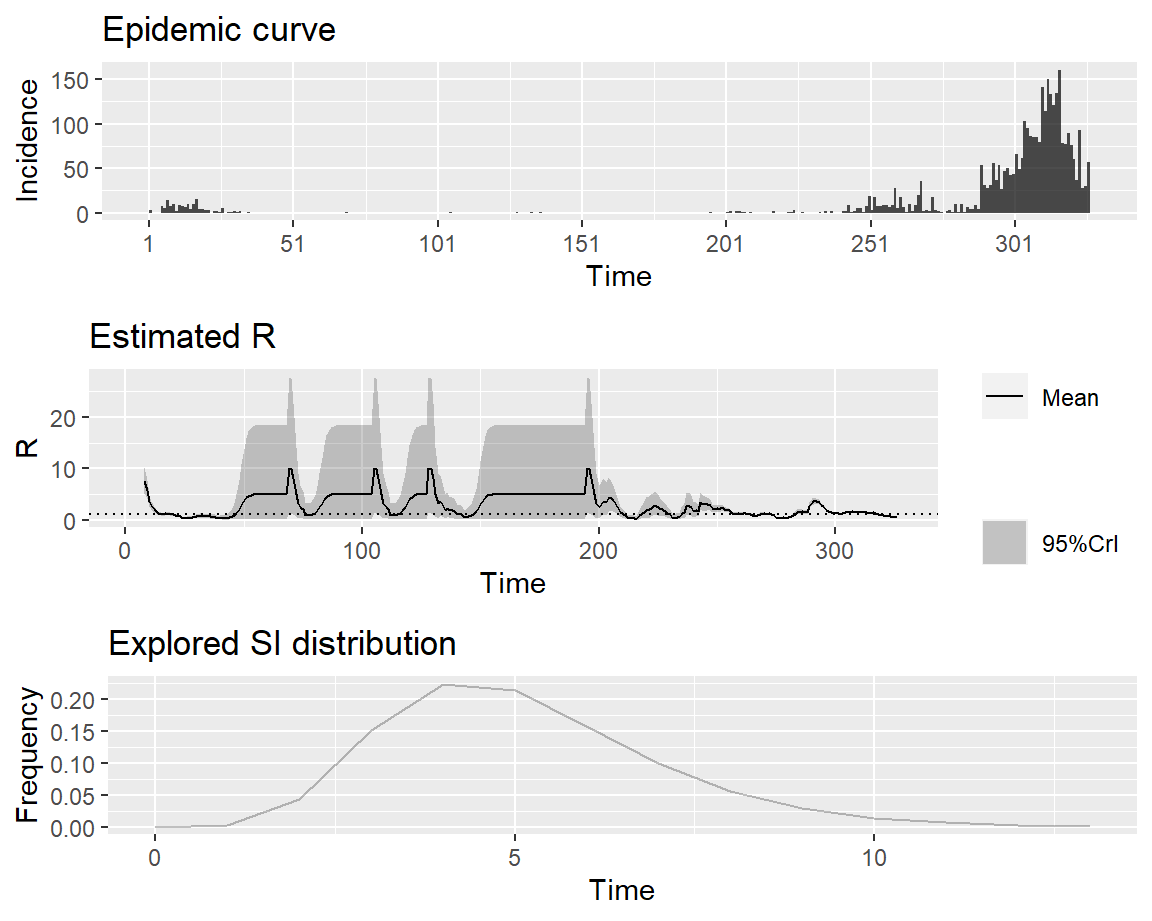 Epidemic curve
Incidence
150
100
50
0
1 51 101 151 201 251 301
Time
Estimated R
R
20
10
0
0 100 200 300
Time
Mean
95%CrI
Explored SI distribution
Frequency
0.20
0.15
0.10
0.05
0.00
0 5 10
Time